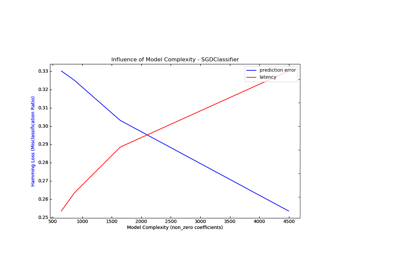 Influence of Model Complexity - SGDClassifier
prediction error
latency
0.33
0.32
0.31
0.30
0.29
0.28
0.27
0.26
0.25
Hamming Loss (Misclassification Ratio)
500 1000 1500 2000 2500 3000 3500 4000 4500
Model Complexity (non_zero coefficients)